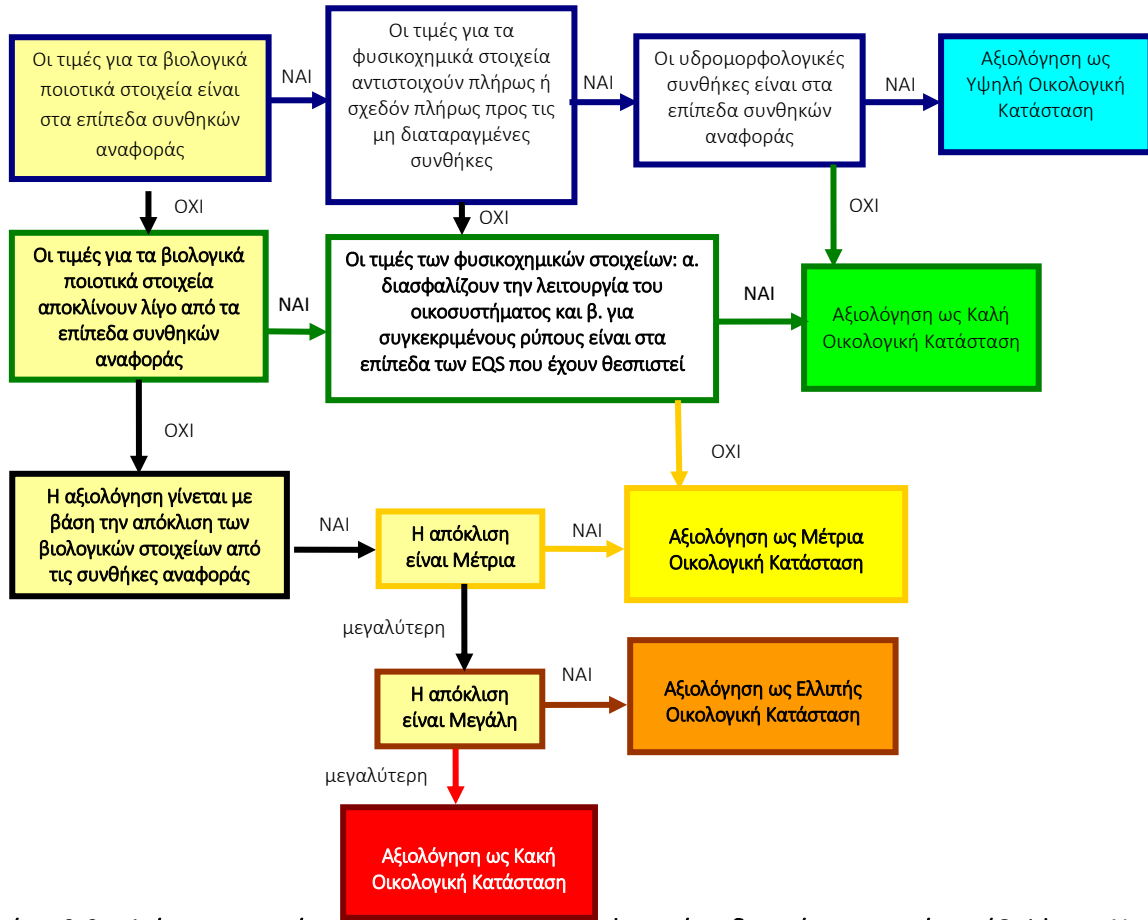 Οι τιμές για τα βιολογικά
ποιοτικά στοιχεία είναι
στα επίπεδα συνθηκών
αναφοράς
ΝΑΙ
Οι τιμές για τα
φυσικοχημικά στοιχεία
αντιστοιχούν πλήρως ή
σχεδόν πλήρως προς τις
μη διαταραγμένες
συνθήκες
ΝΑΙ
Οι υδρομορφολογικές
συνθήκες είναι στα
επίπεδα συνθηκών
αναφοράς
ΝΑΙ
Αξιολόγηση ως
Υψηλή Οικολογική
Κατάσταση
ΟΧΙ
ΟΧΙ
ΟΧΙ
Οι τιμές για τα βιολογικά
ποιοτικά στοιχεία
αποκλίνουν λίγο από τα
επίπεδα συνθηκών
αναφοράς
ΝΑΙ
Οι τιμές των φυσικοχημικών στοιχείων: α.
διασφαλίζουν την λειτουργία του
οικοσυστήματος και β. για
συγκεκριμένους ρύπους είναι στα
επίπεδα των EQS που έχουν θεσπιστεί
ΝΑΙ
Αξιολόγηση ως Καλή
Οικολογική Κατάσταση
ΟΧΙ
ΟΧΙ
Η αξιολόγηση γίνεται με
βάση την απόκλιση των
βιολογικών στοιχείων από
τις συνθήκες αναφοράς
ΝΑΙ
Η απόκλιση
είναι Μέτρια
ΝΑΙ
Αξιολόγηση ως Μέτρια
Οικολογική Κατάσταση
μεγαλύτερη
Η απόκλιση
είναι Μεγάλη
ΝΑΙ
Αξιολόγηση ως Ελλιπής
Οικολογική Κατάσταση
μεγαλύτερη
Αξιολόγηση ως Κακή
Οικολογική Κατάσταση